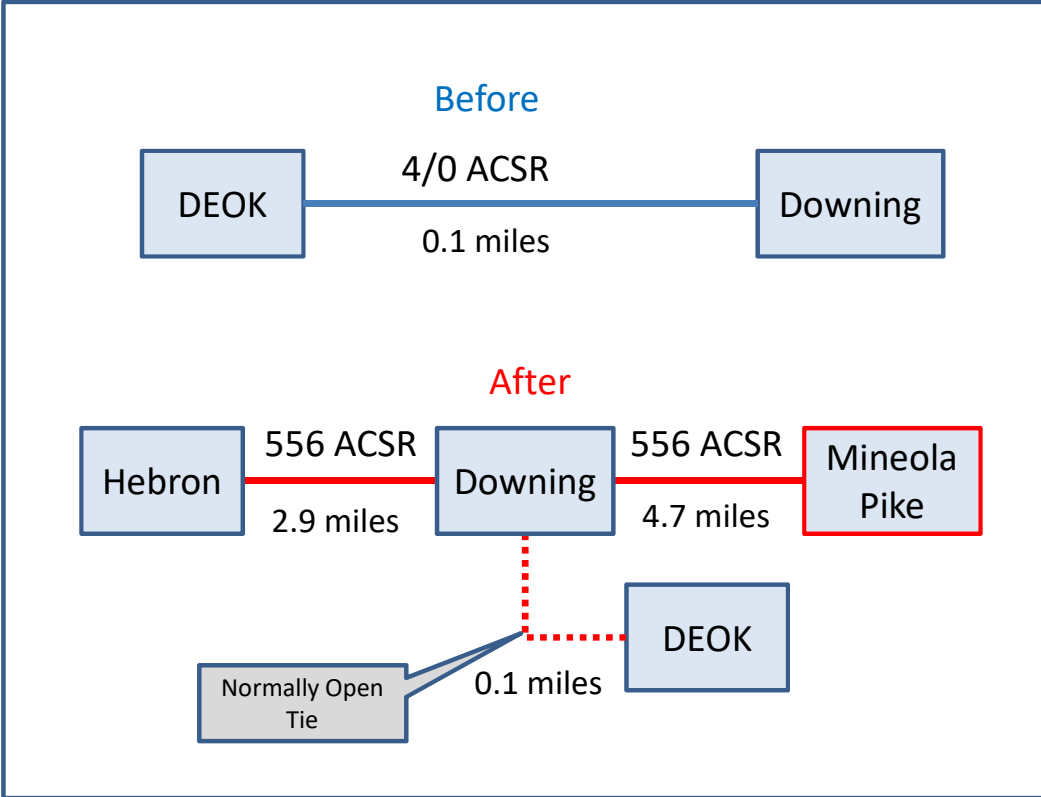 Before
4/0 ACSR
DEOK
Downing
0.1 miles
After
556 ACSR
556 ACSR
Hebron
Downing
Mineola
Pike
2.9 miles
4.7 miles
DEOK
Normally Open
Tie
0.1 miles